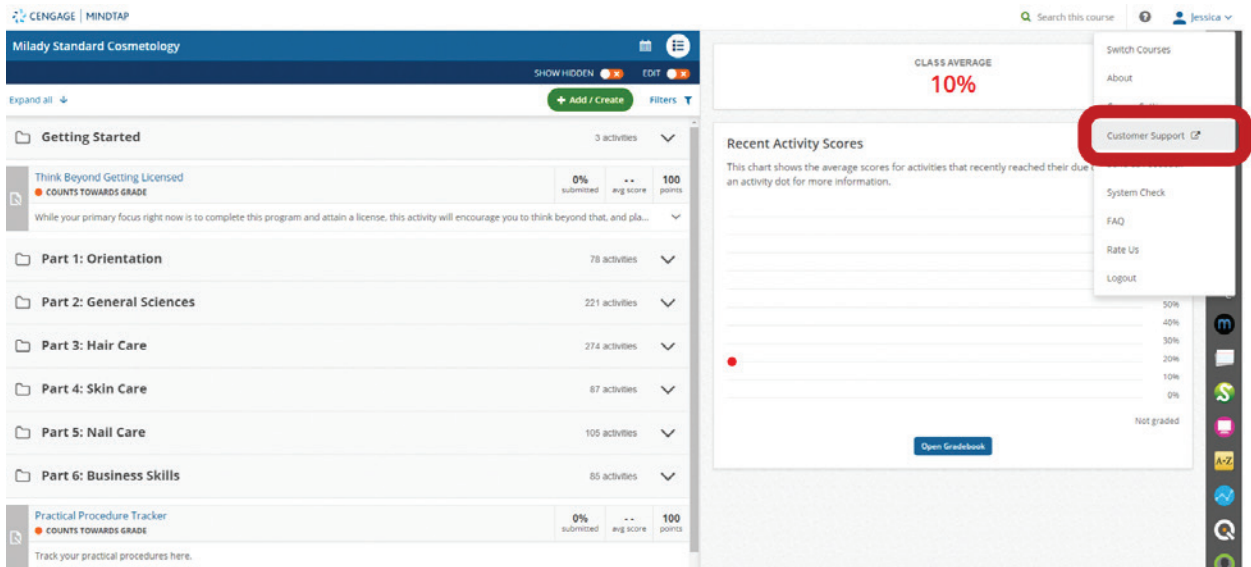 CENGAGE | MINDTAP
Search this course
Jessica
Milady Standard Cosmetology
SHOW HIDDEN
EDIT
Expand all
+ Add / Create
Filters
Getting Started
3 activities
Think Beyond Getting Licensed
COUNTS TOWARDS GRADE
0%
submitted
--
avg score
100
points
While your primary focus right now is to complete this program and attain a license, this activity will encourage you to think beyond that, and pla...
Part 1: Orientation
78 activities
Part 2: General Sciences
221 activities
Part 3: Hair Care
274 activities
Part 4: Skin Care
87 activities
Part 5: Nail Care
105 activities
Part 6: Business Skills
85 activities
Practical Procedure Tracker
COUNTS TOWARDS GRADE
0%
submitted
--
avg score
100
points
Track your practical procedures here.
CLASS AVERAGE
10%
Recent Activity Scores
This chart shows the average scores for activities that recently reached their due
an activity dot for more information.
50%
40%
30%
20%
10%
0%
Not graded
Open Gradebook
Switch Courses
About
Customer Support
System Check
FAQ
Rate Us
Logout
A-Z